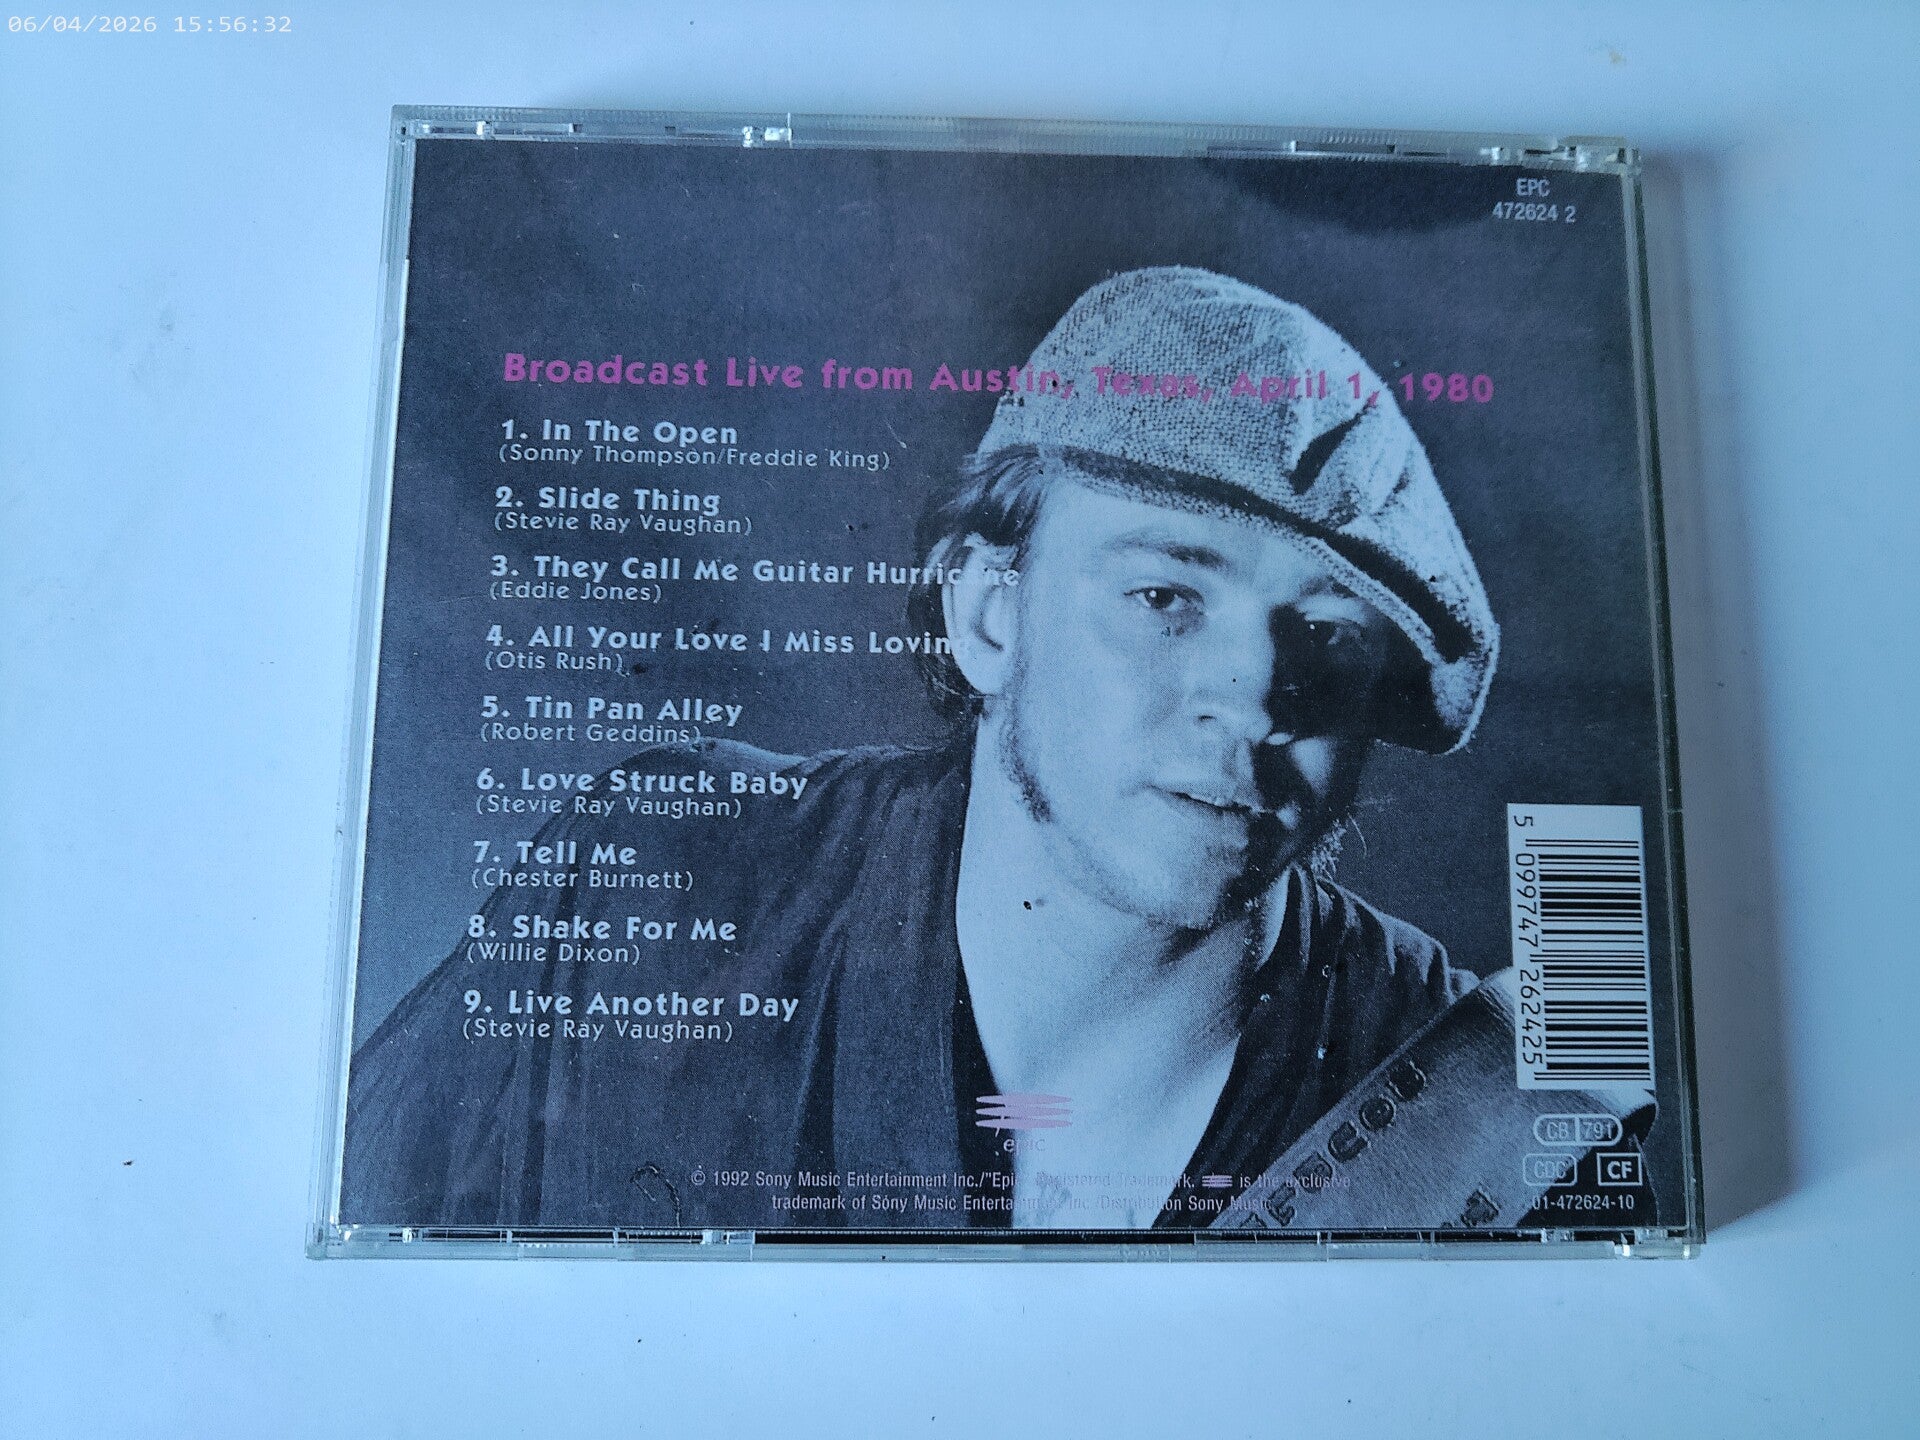 06/04/2026 15:56:32
EPC
472624 2
Broadcast Live from Austin, Texas, April 1, 1980
1. In The Open
(Sonny Thompson/Freddie King)
2. Slide Thing
(Stevie Ray Vaughan)
3. They Call Me Guitar Hurricane
(Eddie Jones)
4. All Your Love I Miss Loving
(Otis Rush)
5. Tin Pan Alley
(Robert Geddins)
6. Love Struck Baby
(Stevie Ray Vaughan)
7. Tell Me
(Chester Burnett)
8. Shake For Me
(Willie Dixon)
9. Live Another Day
(Stevie Ray Vaughan)
5 099747 262425
epic
CB 791
CDC CF
© 1992 Sony Music Entertainment Inc./"Epic" Registered Trademark. is the exclusive
trademark of Sony Music Entertainment Inc./Distribution Sony Music.
01-472624-10